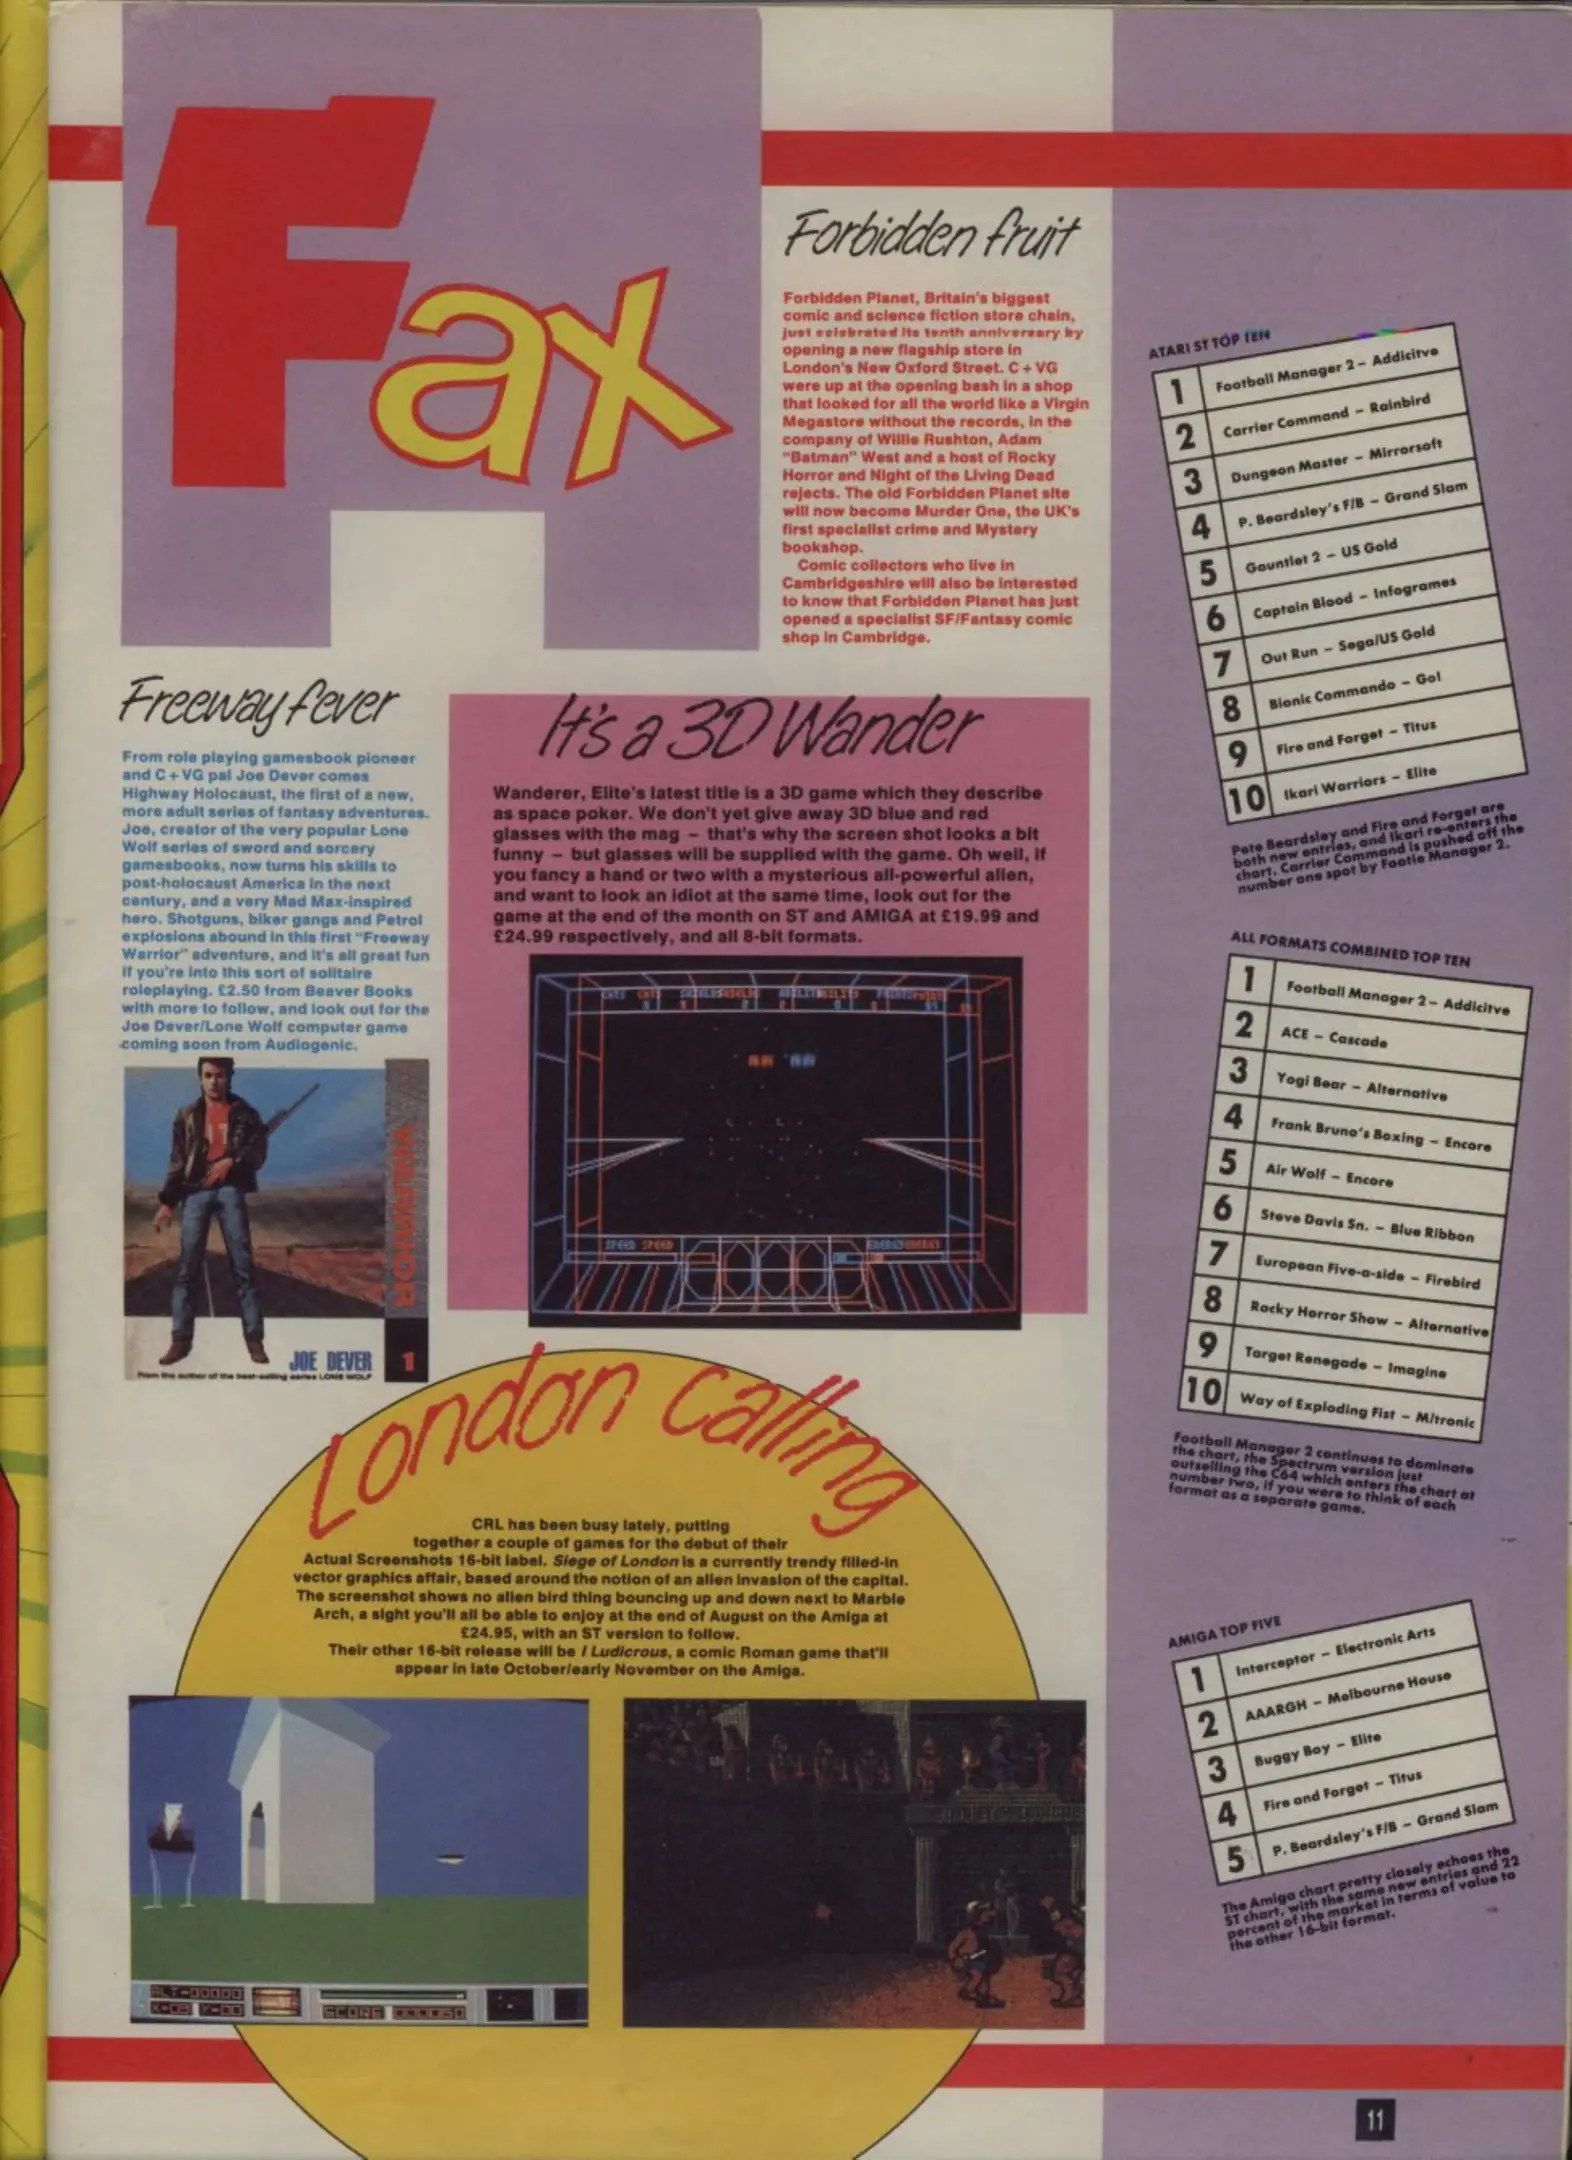 Fax
Forbidden fruit
Forbidden Planet, Britain's biggest
comic and science fiction store chain,
just celebrated its tenth anniversary by
opening a new flagship store in
London's New Oxford Street. C + VG
were up at the opening bash in a shop
that looked for all the world like a Virgin
Megastore without the records, in the
company of Willie Rushton, Adam
"Batman" West and a host of Rocky
Horror and Night of the Living Dead
rejects. The old Forbidden Planet site
will now become Murder One, the UK's
first specialist crime and Mystery
bookshop.
Comic collectors who live in
Cambridgeshire will also be interested
to know that Forbidden Planet has just
opened a specialist SF/Fantasy comic
shop in Cambridge.
Freeway fever
From role playing gamesbook pioneer
and C + VG pal Joe Dever comes
Highway Holocaust, the first of a new,
more adult series of fantasy adventures.
Joe, creator of the very popular Lone
Wolf series of sword and sorcery
gamesbooks, now turns his skills to
post-holocaust America in the next
century, and a very Mad Max-inspired
hero. Shotguns, biker gangs and Petrol
explosions abound in this first "Freeway
Warrior" adventure, and it's all great fun
if you're into this sort of solitaire
roleplaying. £2.50 from Beaver Books
with more to follow, and look out for the
Joe Dever/Lone Wolf computer game
coming soon from Audiogenic.
WARRIOR
JOE DEVER
1
From the author of the best-selling series LONE WOLF
It's a 3D Wander
Wanderer, Elite's latest title is a 3D game which they describe
as space poker. We don't yet give away 3D blue and red
glasses with the mag – that's why the screen shot looks a bit
funny – but glasses will be supplied with the game. Oh well, if
you fancy a hand or two with a mysterious all-powerful alien,
and want to look an idiot at the same time, look out for the
game at the end of the month on ST and AMIGA at £19.99 and
£24.99 respectively, and all 8-bit formats.
SPEED SPEED
London calling
CRL has been busy lately, putting
together a couple of games for the debut of their
Actual Screenshots 16-bit label. Siege of London is a currently trendy filled-in
vector graphics affair, based around the notion of an alien invasion of the capital.
The screenshot shows no alien bird thing bouncing up and down next to Marble
Arch, a sight you'll all be able to enjoy at the end of August on the Amiga at
£24.95, with an ST version to follow.
Their other 16-bit release will be I Ludicrous, a comic Roman game that'll
appear in late October/early November on the Amiga.
ALT-00000
X-03 Y-00
SCORE 000060
ATARI ST TOP TEN
1 Football Manager 2 – Addicitve
2 Carrier Command – Rainbird
3 Dungeon Master – Mirrorsoft
4 P. Beardsley's F/B – Grand Slam
5 Gauntlet 2 – US Gold
6 Captain Blood – Infogrames
7 Out Run – Sega/US Gold
8 Bionic Commando – Go!
9 Fire and Forget – Titus
10 Ikari Warriors – Elite
Pete Beardsley and Fire and Forget are
both new entries, and Ikari re-enters the
chart. Carrier Command is pushed off the
number one spot by Footie Manager 2.
ALL FORMATS COMBINED TOP TEN
1 Football Manager 2 – Addicitve
2 ACE – Cascade
3 Yogi Bear – Alternative
4 Frank Bruno's Boxing – Encore
5 Air Wolf – Encore
6 Steve Davis Sn. – Blue Ribbon
7 European Five-a-side – Firebird
8 Rocky Horror Show – Alternative
9 Target Renegade – Imagine
10 Way of Exploding Fist – M/tronic
Football Manager 2 continues to dominate
the chart, the Spectrum version just
outselling the C64 which enters the chart at
number two, if you were to think of each
format as a separate game.
AMIGA TOP FIVE
1 Interceptor – Electronic Arts
2 AAARGH – Melbourne House
3 Buggy Boy – Elite
4 Fire and Forget – Titus
5 P. Beardsley's F/B – Grand Slam
The Amiga chart pretty closely echoes the
ST chart, with the same new entries and 22
percent of the market in terms of value to
the other 16-bit format.
11